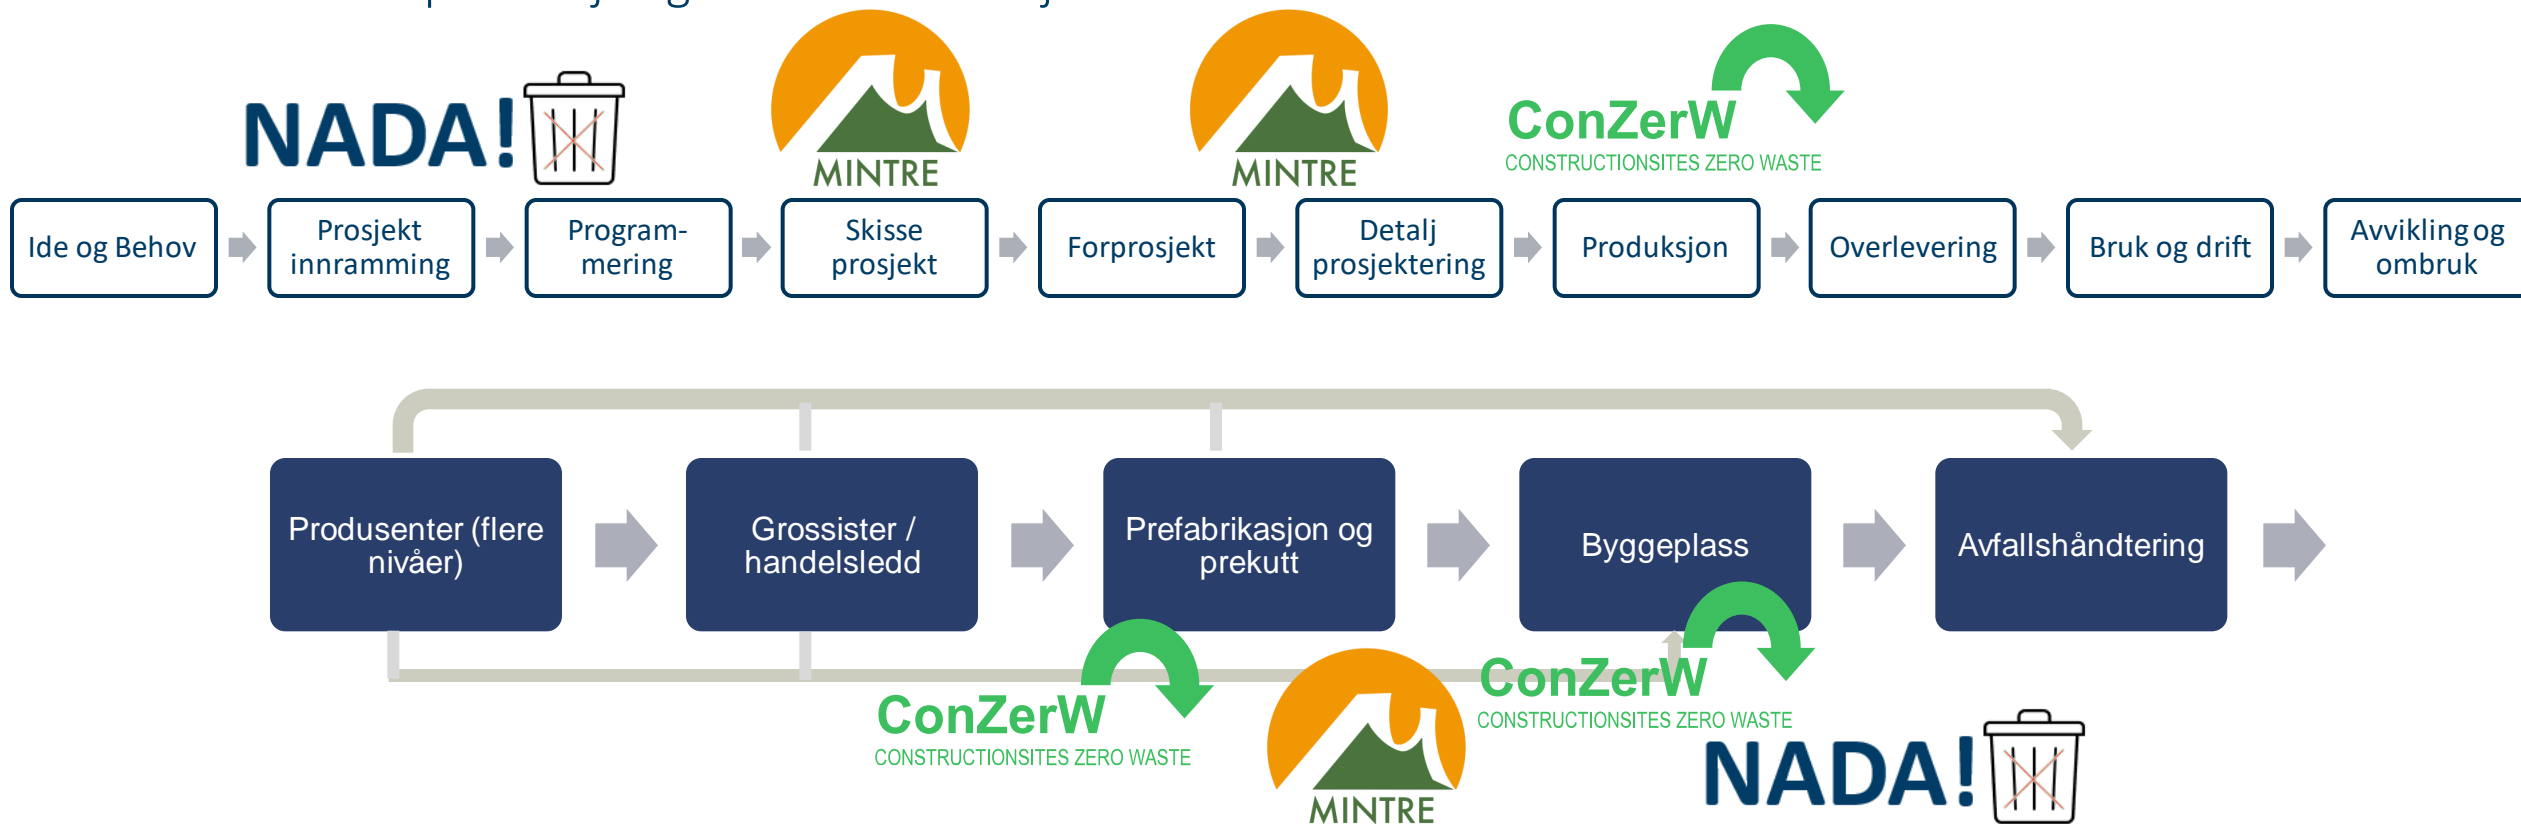 NADA!
MINTRE
MINTRE
ConZerW
CONSTRUCTIONSITES ZERO WASTE
Ide og Behov
Prosjekt
innramming
Program-
mering
Skisse
prosjekt
Forprosjekt
Detalj
prosjektering
Produksjon
Overlevering
Bruk og drift
Avvikling og
ombruk
Produsenter (flere
nivåer)
Grossister /
handelsledd
Prefabrikasjon og
prekutt
Byggeplass
Avfallshåndtering
ConZerW
CONSTRUCTIONSITES ZERO WASTE
MINTRE
ConZerW
CONSTRUCTIONSITES ZERO WASTE
NADA!